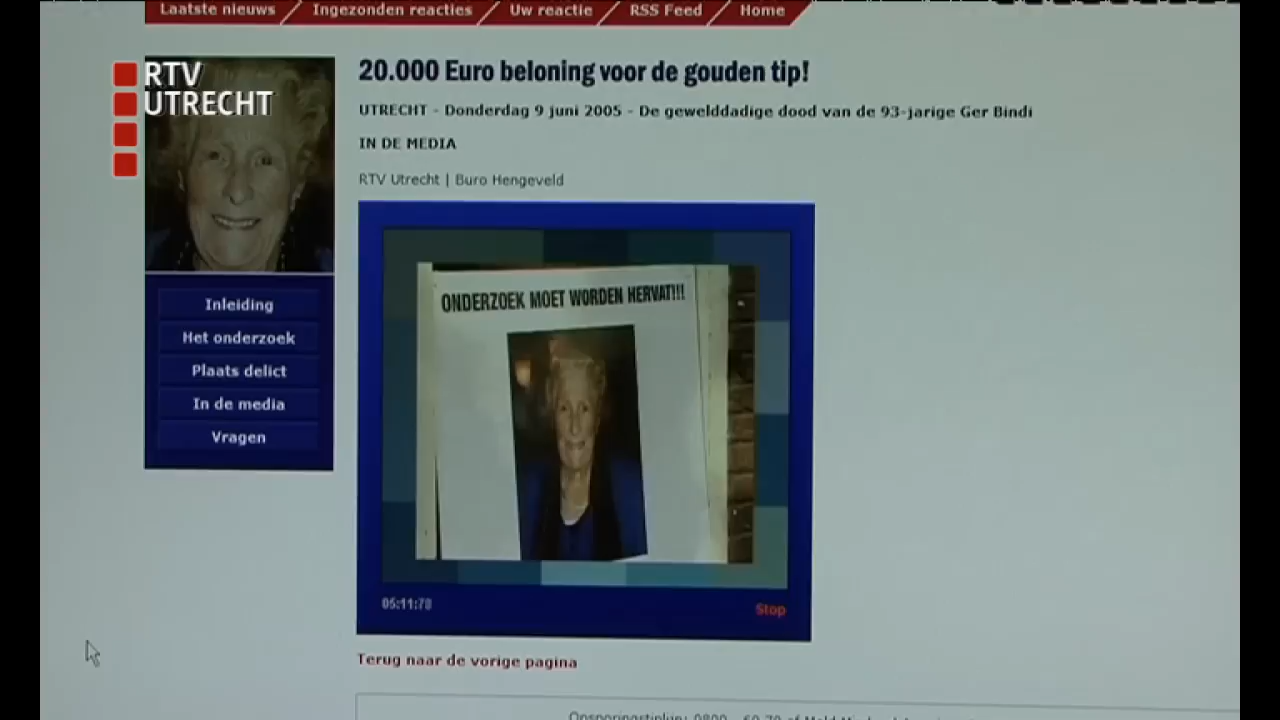 Laatste nieuws
Ingezonden reacties
Uw reactie
RSS Feed
Home
RTV
UTRECHT
20.000 Euro beloning voor de gouden tip!
UTRECHT - Donderdag 9 juni 2005 - De gewelddadige dood van de 93-jarige Ger Bindi
IN DE MEDIA
RTV Utrecht | Buro Hengeveld
Inleiding
Het onderzoek
Plaats delict
In de media
Vragen
ONDERZOEK MOET WORDEN HERVAT!!!
05:11:78
Stop
Terug naar de vorige pagina